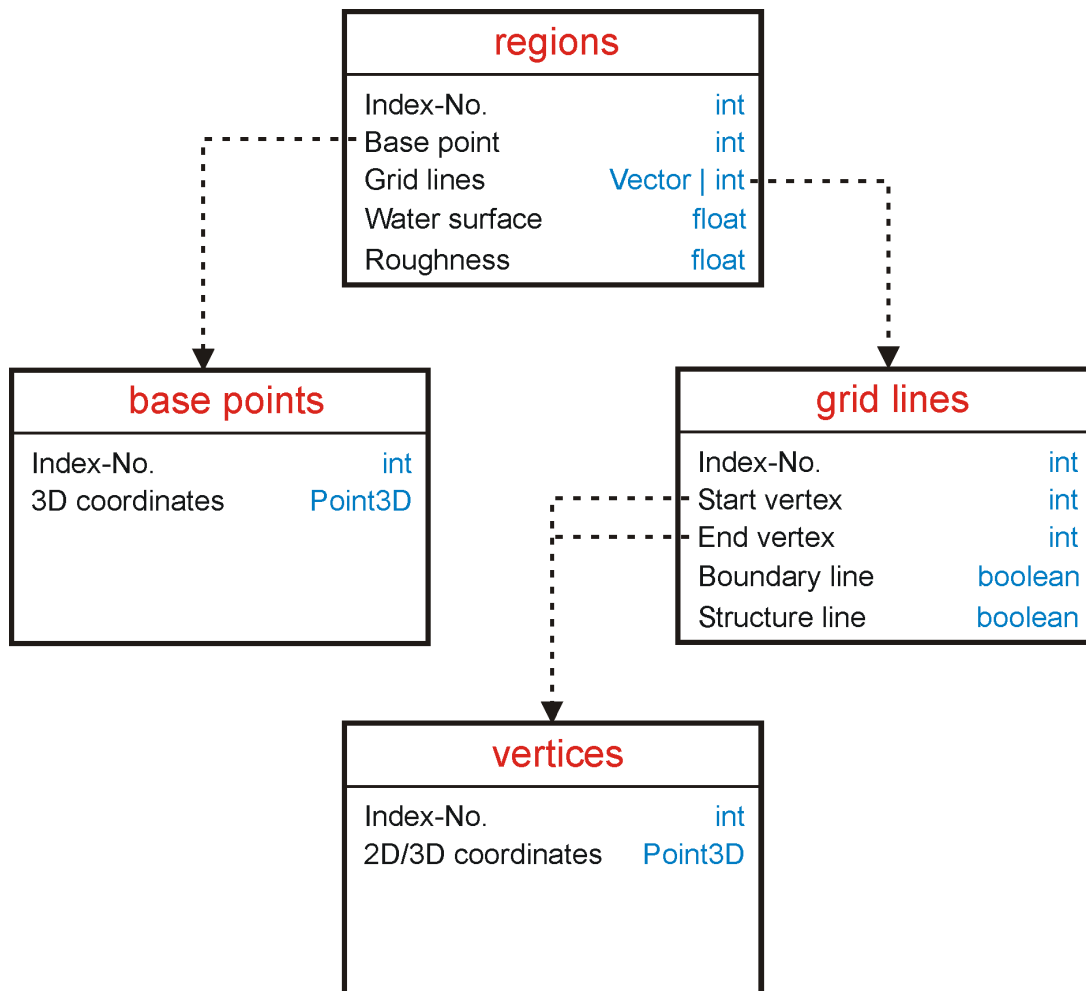 regions
Index-No. int
Base point int
Grid lines Vector | int
Water surface float
Roughness float
base points
Index-No. int
3D coordinates Point3D
grid lines
Index-No. int
Start vertex int
End vertex int
Boundary line boolean
Structure line boolean
vertices
Index-No. int
2D/3D coordinates Point3D